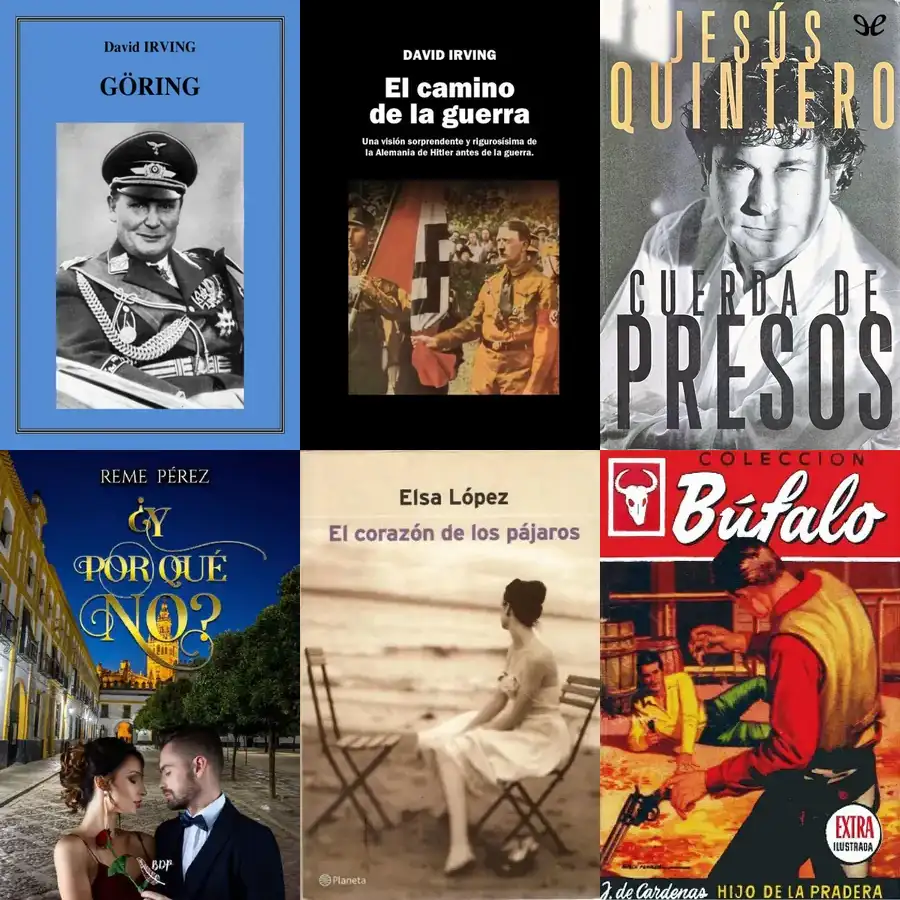 David IRVING
GÖRING
DAVID IRVING
El camino
de la guerra
Una visión sorprendente y rigurosísima de
la Alemania de Hitler antes de la guerra.
JESÚS
QUINTERO
CUERDA DE
PRESOS
REME PÉREZ
¿Y
POR QUÉ
NO?
BDP
Elsa López
El corazón de los pájaros
Planeta
COLECCION
Búfalo
EXTRA
ILUSTRADA
J. de Cardenas HIJO DE LA PRADERA